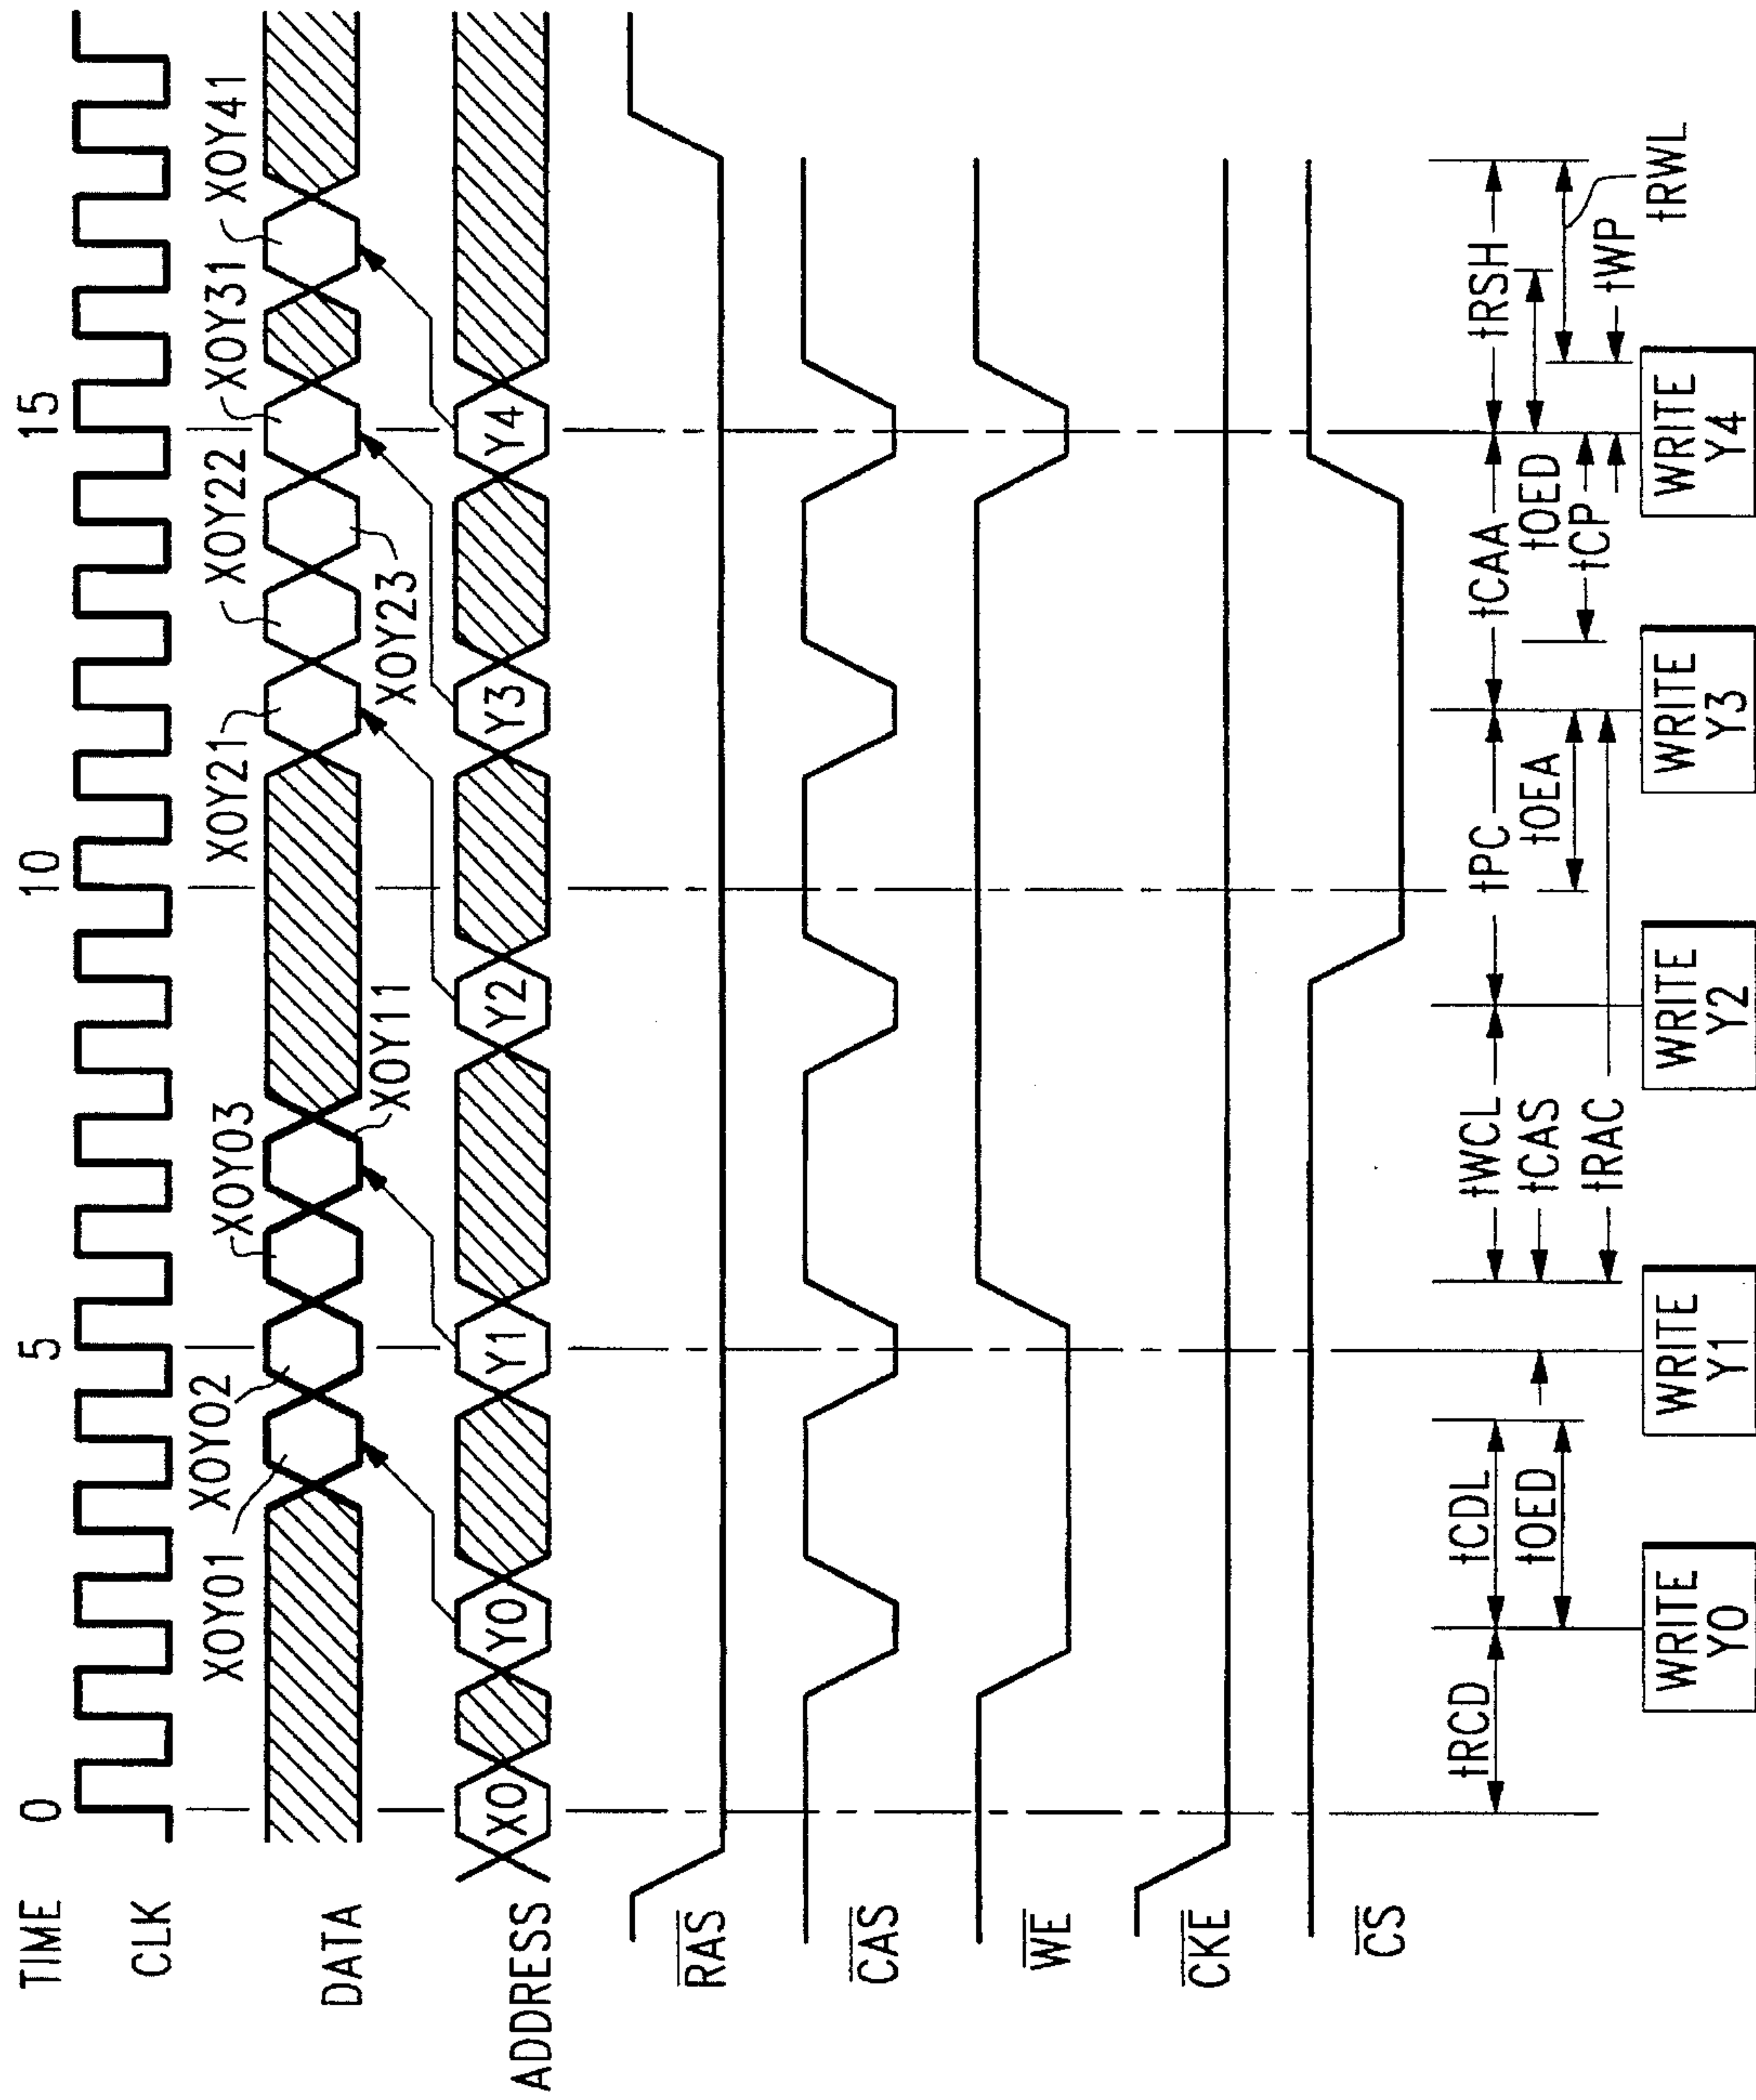 TIME 0 5 10 15
CLK
DATA
X0Y01
X0Y02
X0Y03
X0Y11
X0Y21
X0Y22
X0Y23
X0Y31
X0Y41
ADDRESS
X0 Y0 Y1 Y2 Y3 Y4
RAS
CAS
WE
CKE
CS
tRCD tCDL tWCL tPC tCAA tRSH
tOED tCAS tOEA tOED
tRAC tCP tWP
tRWL
WRITE Y0
WRITE Y1
WRITE Y2
WRITE Y3
WRITE Y4